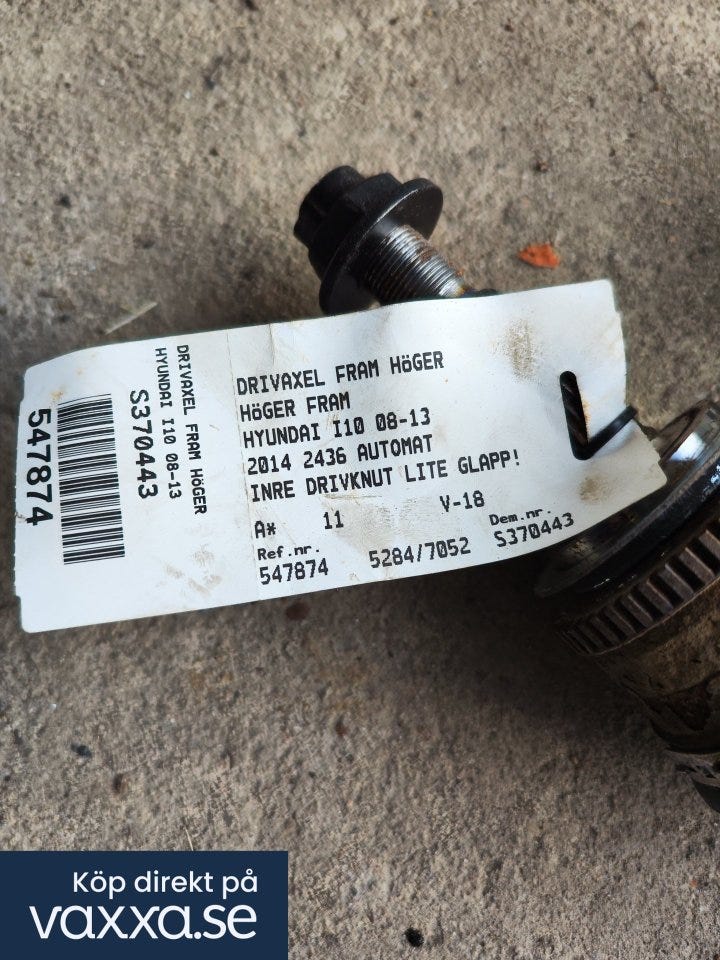 DRIVAXEL FRAM HöGER
HöGER FRAM
HYUNDAI I10 08-13
2014 2436 AUTOMAT
INRE DRIVKNUT LITE GLAPP!
A* 11 V-18
Ref.nr. Dem.nr.
547874 5284/7052 S370443
DRIVAXEL FRAM HöGER
HYUNDAI I10 08-13
S370443
547874
Köp direkt på
vaxxa.se